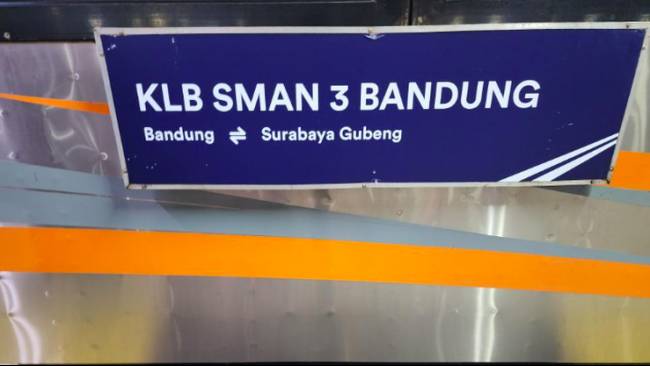 KLB SMAN 3 BANDUNG
Bandung ⇌ Surabaya Gubeng